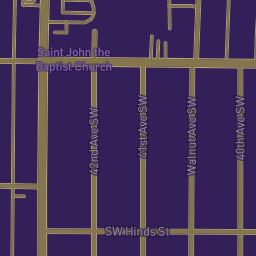 Saint John the
Baptist Church
42nd Ave SW
41st Ave SW
Walnut Ave SW
40th Ave SW
SW Hinds St